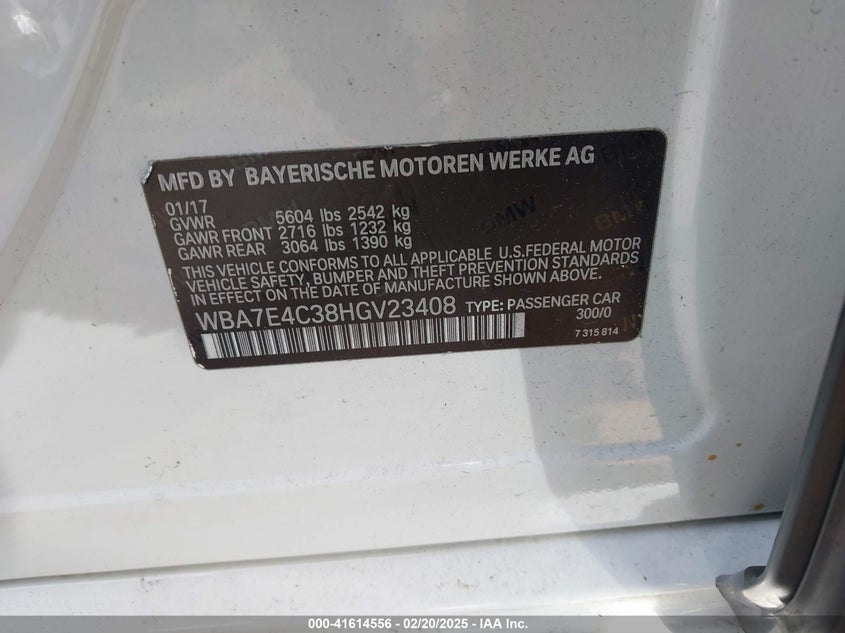 MFD BY BAYERISCHE MOTOREN WERKE AG
01/17
GVWR 5604 lbs 2542 kg
GAWR FRONT 2716 lbs 1232 kg
GAWR REAR 3064 lbs 1390 kg
THIS VEHICLE CONFORMS TO ALL APPLICABLE U.S.FEDERAL MOTOR
VEHICLE SAFETY, BUMPER AND THEFT PREVENTION STANDARDS
IN EFFECT ON THE DATE OF MANUFACTURE SHOWN ABOVE.
WBA7E4C38HGV23408 TYPE: PASSENGER CAR
300/0
7 315 814
BMW
000-41614556 - 02/20/2025 - IAA Inc.